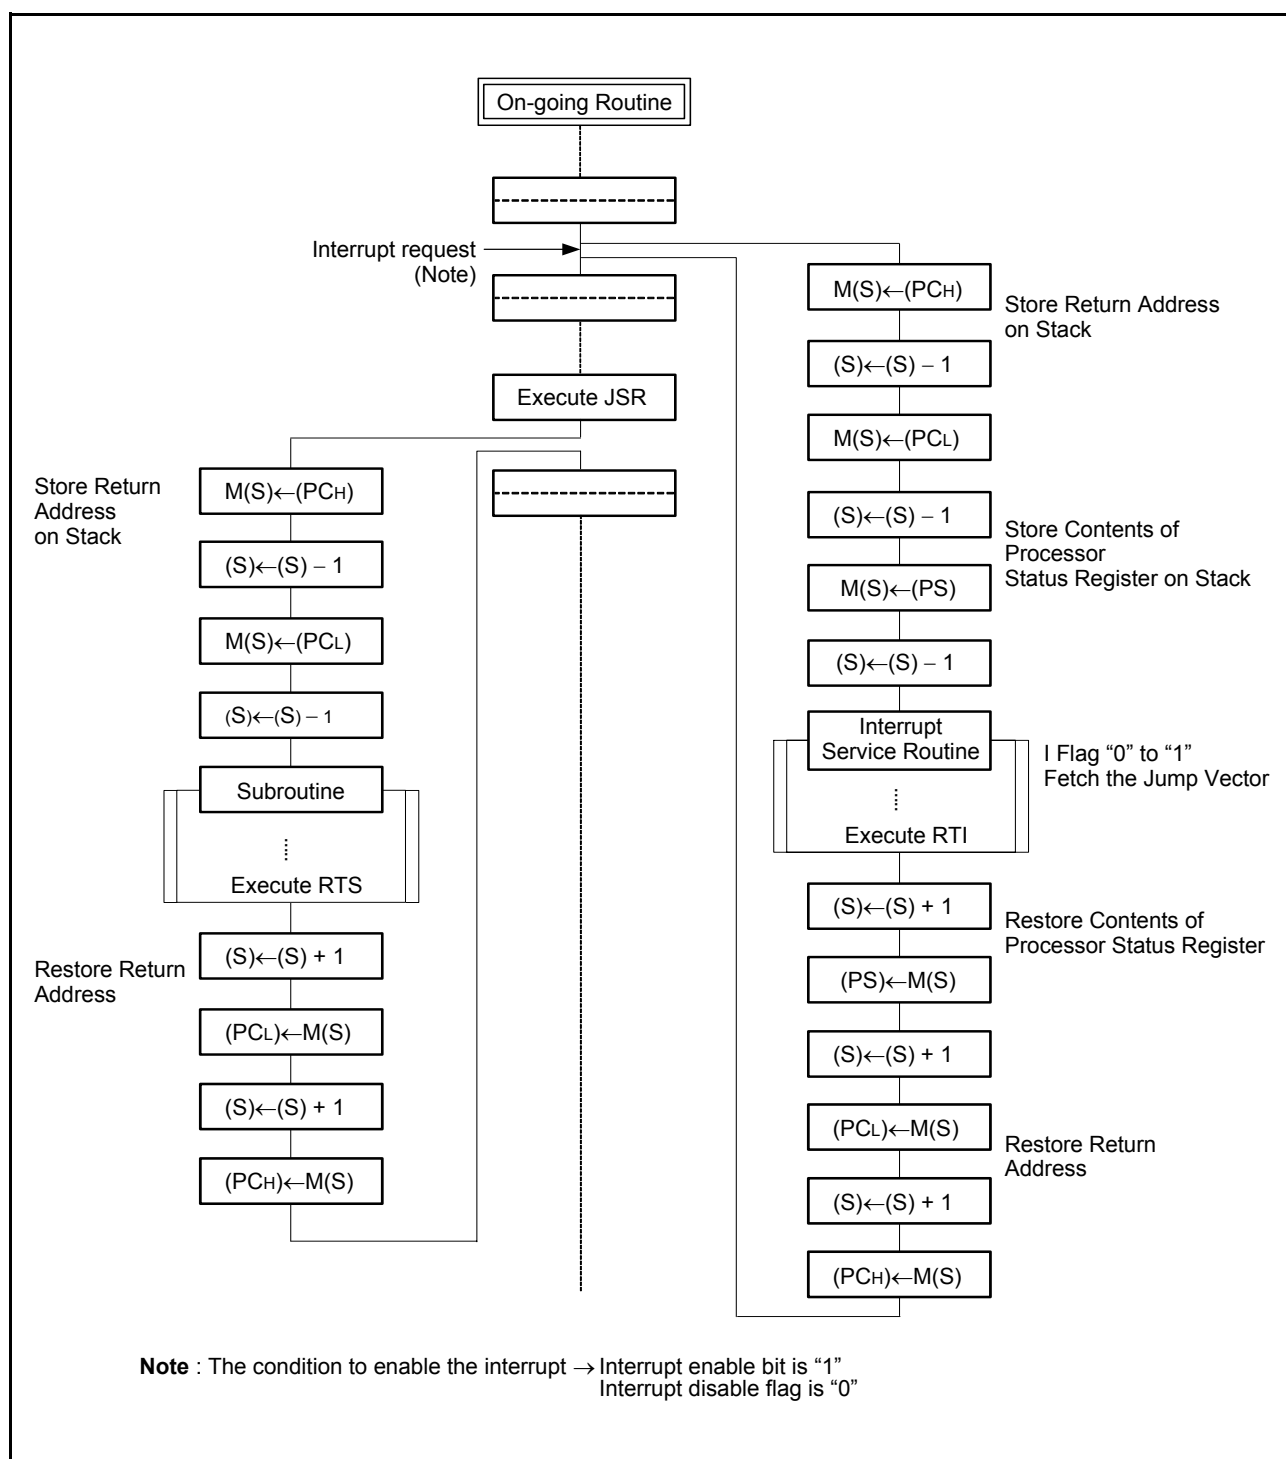 On-going Routine
Interrupt request
(Note)
Execute JSR
Store Return
Address
on Stack
M(S)←(PCH)
(S)←(S) – 1
M(S)←(PCL)
(S)←(S) – 1
Subroutine
Execute RTS
Restore Return
Address
(S)←(S) + 1
(PCL)←M(S)
(S)←(S) + 1
(PCH)←M(S)
M(S)←(PCH)
Store Return Address
on Stack
(S)←(S) – 1
M(S)←(PCL)
(S)←(S) – 1
Store Contents of
Processor
Status Register on Stack
M(S)←(PS)
(S)←(S) – 1
Interrupt
Service Routine
I Flag “0” to “1”
Fetch the Jump Vector
Execute RTI
(S)←(S) + 1
Restore Contents of
Processor Status Register
(PS)←M(S)
(S)←(S) + 1
(PCL)←M(S)
Restore Return
Address
(S)←(S) + 1
(PCH)←M(S)
Note : The condition to enable the interrupt → Interrupt enable bit is “1”
Interrupt disable flag is “0”